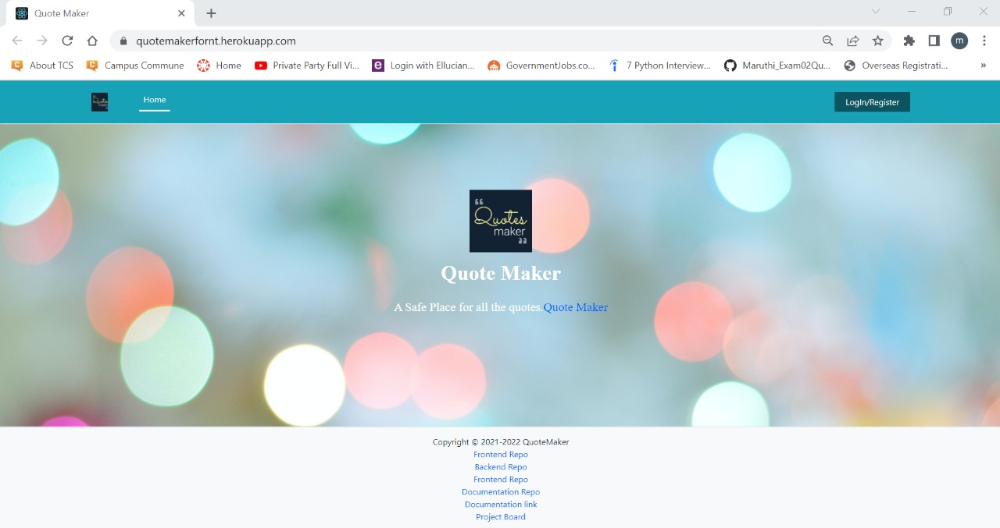 Quote Maker
quotemakerfornt.herokuapp.com
m
About TCS
Campus Commune
Home
Private Party Full Vi...
Login with Ellucian...
GovernmentJobs.co...
7 Python Interview...
Maruthi_Exam02Qu...
Overseas Registrati...
»
Home
LogIn/Register
“
Quotes
maker
”
Quote Maker
A Safe Place for all the quotes.Quote Maker
Copyright © 2021-2022 QuoteMaker
Frontend Repo
Backend Repo
Frontend Repo
Documentation Repo
Documentation link
Project Board